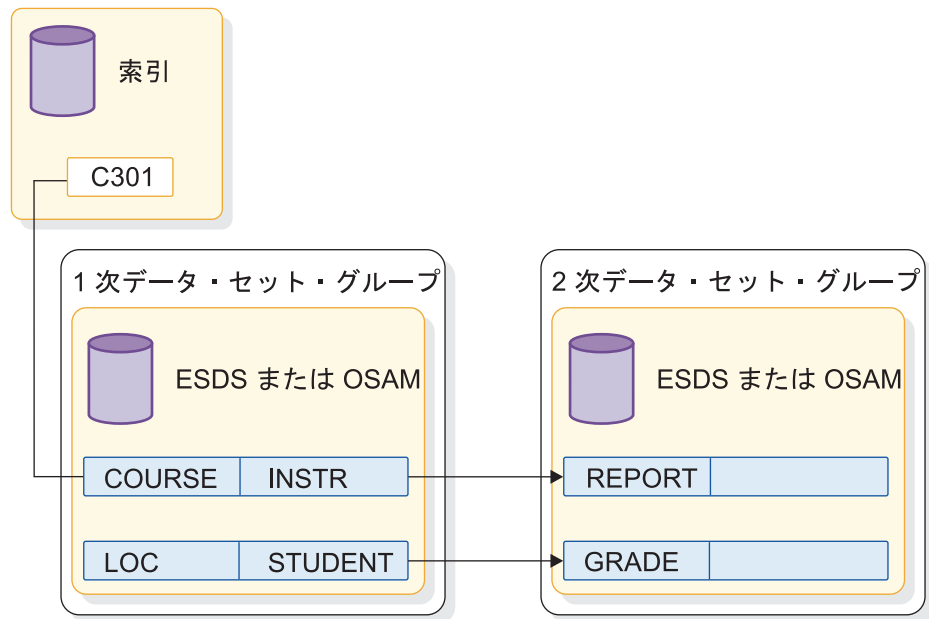 索引
C301
1 次データ・セット・グループ
ESDS または OSAM
COURSE INSTR
LOC STUDENT
2 次データ・セット・グループ
ESDS または OSAM
REPORT
GRADE